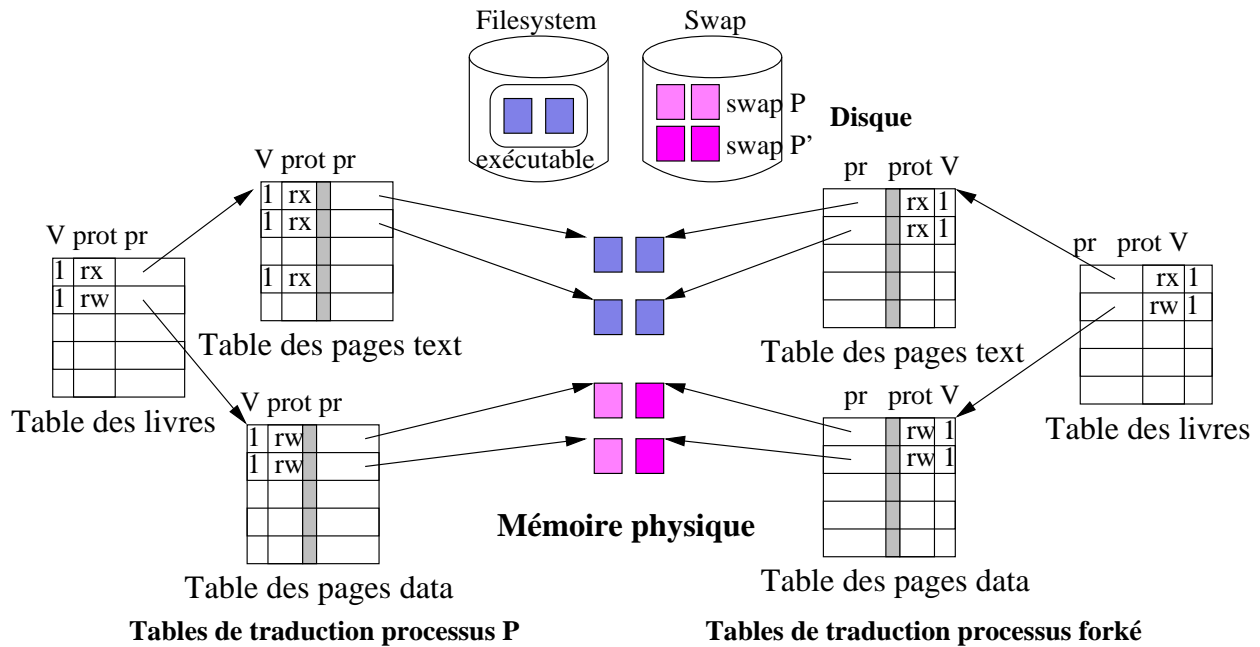 Filesystem
Swap
swap P
swap P'
exécutable
Disque
V prot pr
1 rx
1 rx
1 rx
Table des pages text
V prot pr
1 rx
1 rw
Table des livres
V prot pr
1 rw
1 rw
Table des pages data
Tables de traduction processus P
Mémoire physique
pr prot V
rx 1
rx 1
Table des pages text
pr prot V
rx 1
rw 1
Table des livres
pr prot V
rw 1
rw 1
Table des pages data
Tables de traduction processus forké